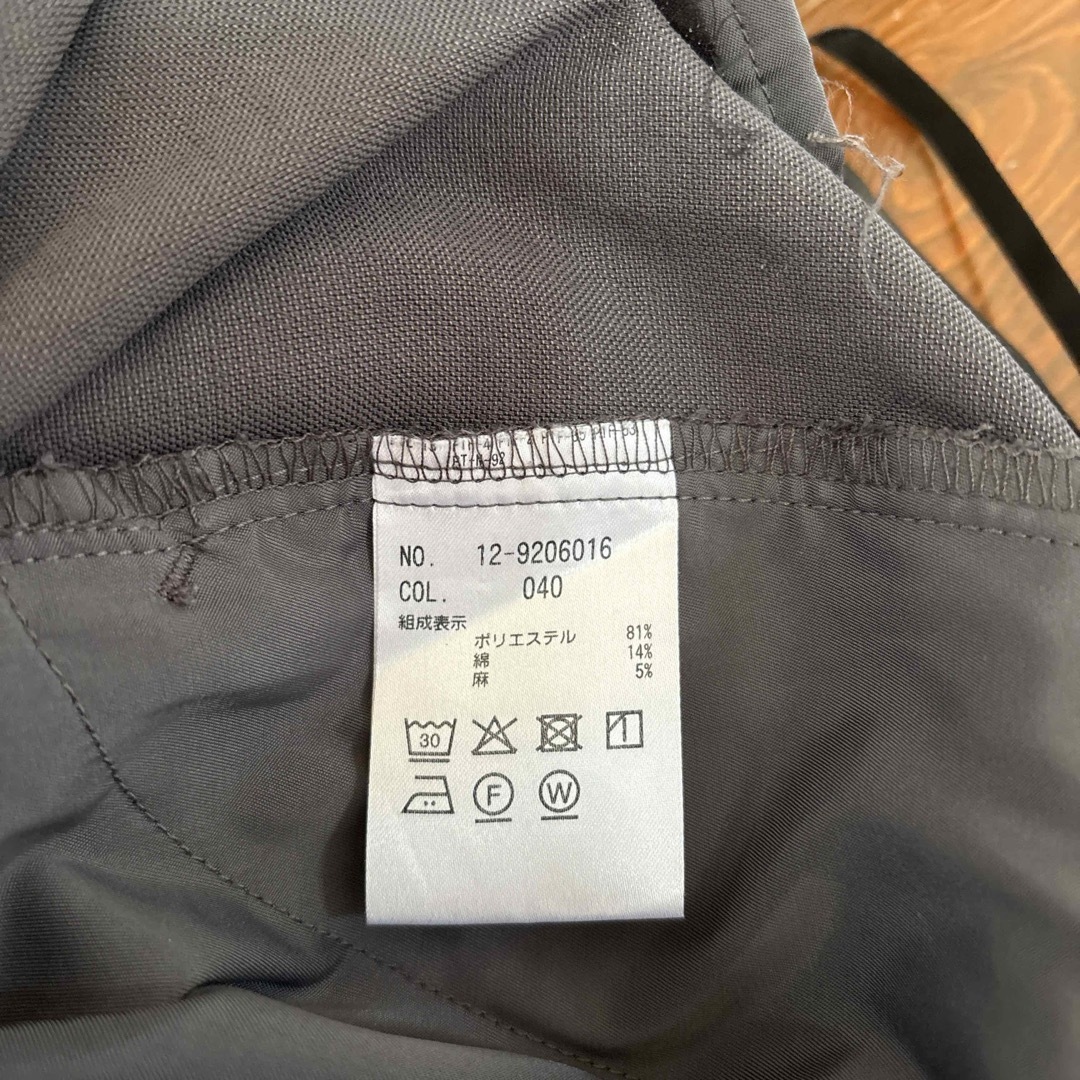 NO. 12-9206016
COL. 040
組成表示
ポリエステル 81%
綿 14%
麻 5%
30
F W